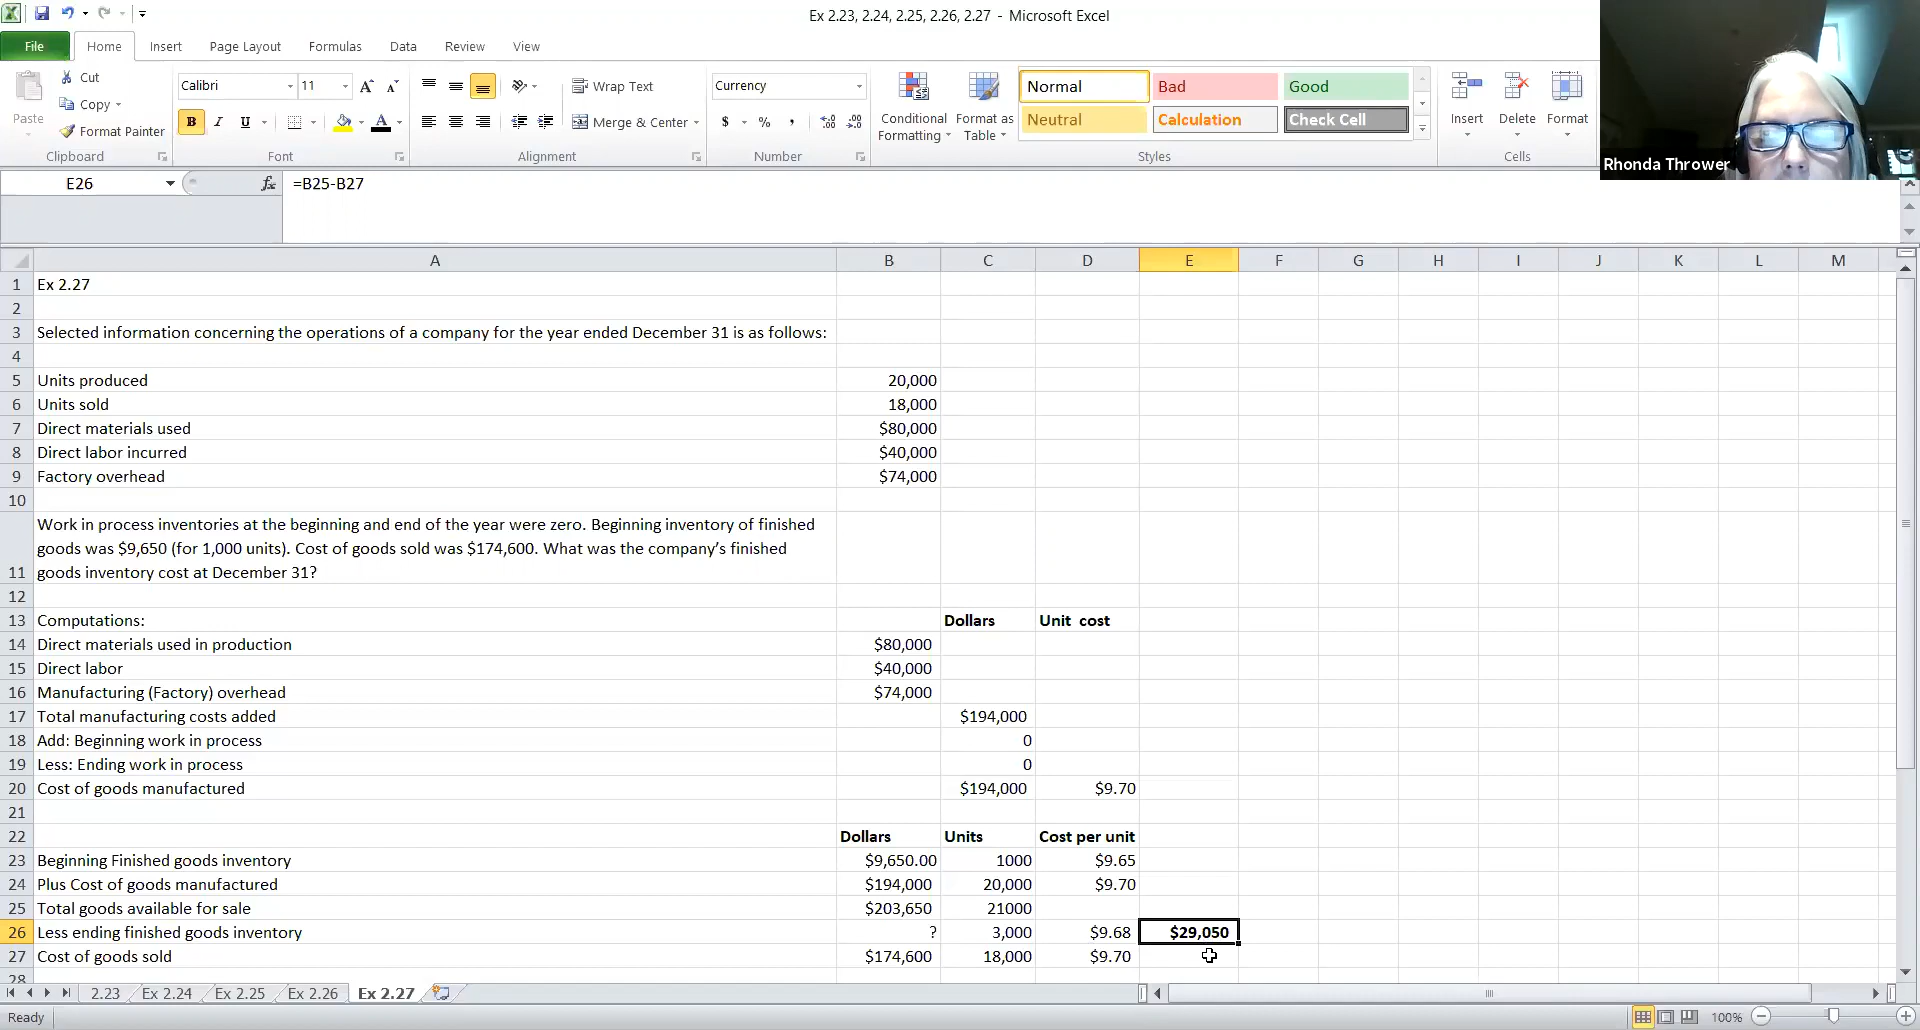 Ex 2.23, 2.24, 2.25, 2.26, 2.27 - Microsoft Excel
File Home Insert Page Layout Formulas Data Review View
Paste
Cut
Copy
Format Painter
Clipboard
Calibri 11 A A
B I U A
Font
Wrap Text
Merge & Center
Alignment
Currency
$ % ,
Number
Conditional Formatting
Format as Table
Normal Bad Good
Neutral Calculation Check Cell
Styles
Insert Delete Format
Cells
Rhonda Thrower
E26 fx =B25-B27
A B C D E F G H I J K L M
1 Ex 2.27
2
3 Selected information concerning the operations of a company for the year ended December 31 is as follows:
4
5 Units produced 20,000
6 Units sold 18,000
7 Direct materials used $80,000
8 Direct labor incurred $40,000
9 Factory overhead $74,000
10
Work in process inventories at the beginning and end of the year were zero. Beginning inventory of finished
goods was $9,650 (for 1,000 units). Cost of goods sold was $174,600. What was the company's finished
11 goods inventory cost at December 31?
12
13 Computations: Dollars Unit cost
14 Direct materials used in production $80,000
15 Direct labor $40,000
16 Manufacturing (Factory) overhead $74,000
17 Total manufacturing costs added $194,000
18 Add: Beginning work in process 0
19 Less: Ending work in process 0
20 Cost of goods manufactured $194,000 $9.70
21
22 Dollars Units Cost per unit
23 Beginning Finished goods inventory $9,650.00 1000 $9.65
24 Plus Cost of goods manufactured $194,000 20,000 $9.70
25 Total goods available for sale $203,650 21000
26 Less ending finished goods inventory ? 3,000 $9.68 $29,050
27 Cost of goods sold $174,600 18,000 $9.70
28
2.23 Ex 2.24 Ex 2.25 Ex 2.26 Ex 2.27
Ready 100%